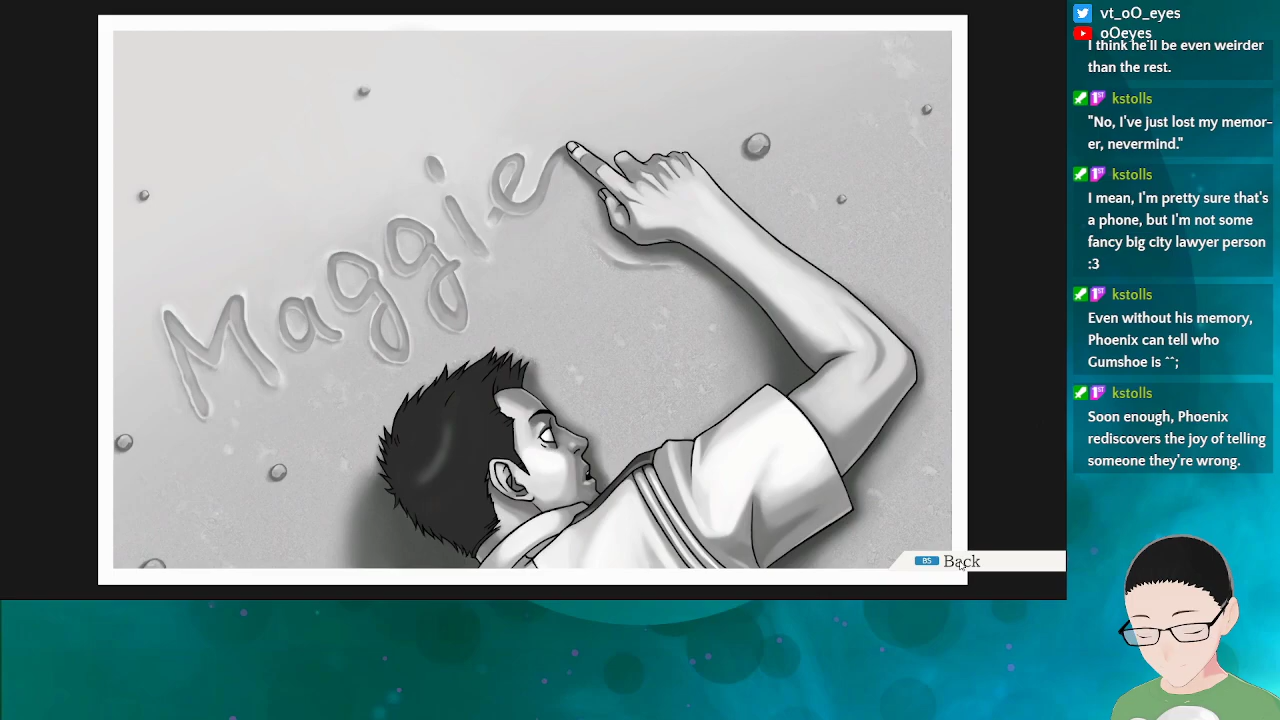 Maggie
BS Back
vt_oO_eyes
oOeyes
I think he'll be even weirder
than the rest.
kstolls
"No, I've just lost my memor-
er, nevermind."
kstolls
I mean, I'm pretty sure that's
a phone, but I'm not some
fancy big city lawyer person
:3
kstolls
Even without his memory,
Phoenix can tell who
Gumshoe is ^^;
kstolls
Soon enough, Phoenix
rediscovers the joy of telling
someone they're wrong.